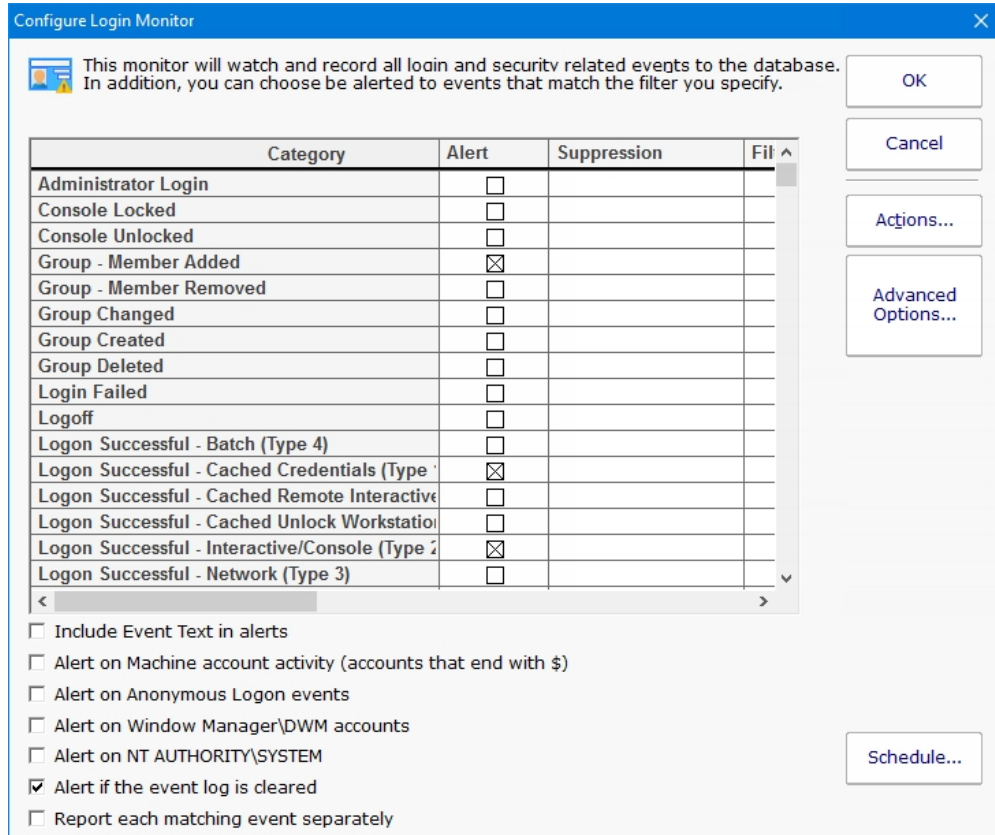 Configure Login Monitor
This monitor will watch and record all login and security related events to the database.
In addition, you can choose be alerted to events that match the filter you specify.
OK
Cancel
Actions...
Advanced
Options...
Category Alert Suppression
Administrator Login
Console Locked
Console Unlocked
Group - Member Added
Group - Member Removed
Group Changed
Group Created
Group Deleted
Login Failed
Logoff
Logon Successful - Batch (Type 4)
Logon Successful - Cached Credentials (Type
Logon Successful - Cached Remote Interactive
Logon Successful - Cached Unlock
Logon Successful - Interactive/Console (Type 2
Logon Successful - Network (Type 3)
Include Event Text in alerts
Alert on Machine account activity (accounts that end with $)
Alert on Anonymous Logon events
Alert on Window Manager\DWM accounts
Alert on NT AUTHORITY\SYSTEM
Alert if the event log is cleared
Report each matching event separately
Schedule...